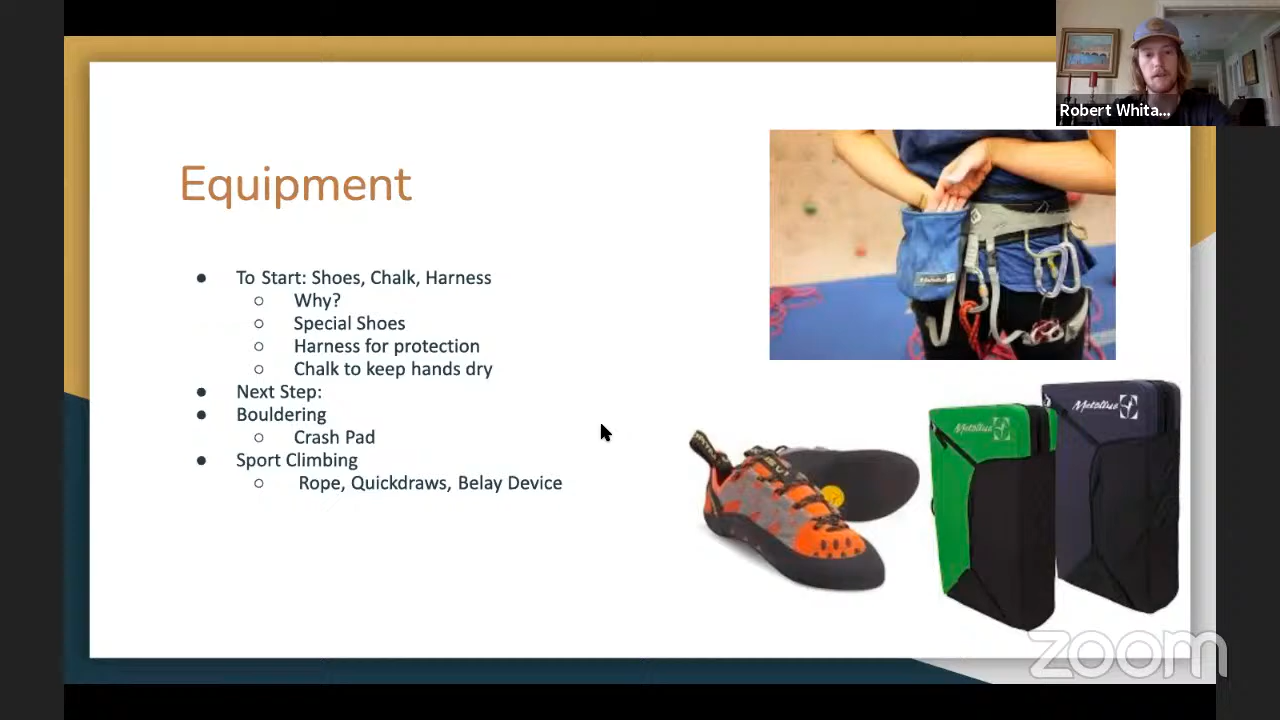 Robert Whita...
Equipment
To Start: Shoes, Chalk, Harness
Why?
Special Shoes
Harness for protection
Chalk to keep hands dry
Next Step:
Bouldering
Crash Pad
Sport Climbing
Rope, Quickdraws, Belay Device
Metolius
Metolius
zoom